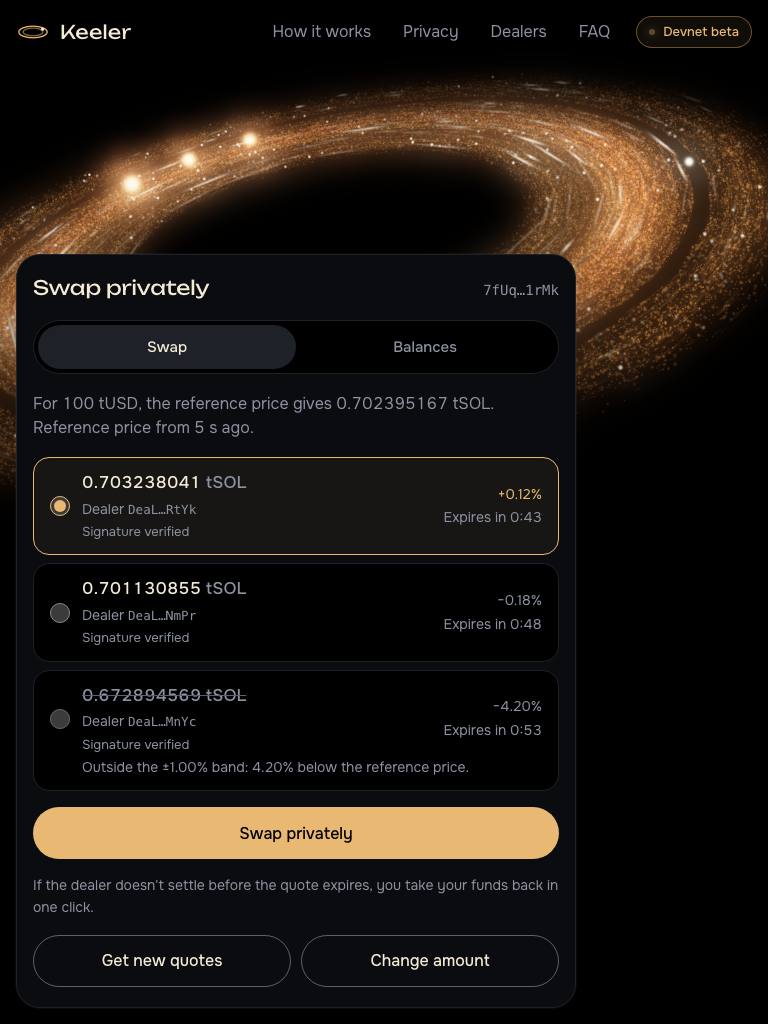 Keeler
How it works
Privacy
Dealers
FAQ
Devnet beta
Swap privately
7fUq…1rMk
Swap
Balances
For 100 tUSD, the reference price gives 0.702395167 tSOL.
Reference price from 5 s ago.
0.703238041 tSOL
+0.12%
Dealer DeaL…RtYk
Expires in 0:43
Signature verified
0.701130855 tSOL
−0.18%
Dealer DeaL…NmPr
Expires in 0:48
Signature verified
0.672894569 tSOL
−4.20%
Dealer DeaL…MnYc
Expires in 0:53
Signature verified
Outside the ±1.00% band: 4.20% below the reference price.
Swap privately
If the dealer doesn't settle before the quote expires, you take your funds back in
one click.
Get new quotes
Change amount